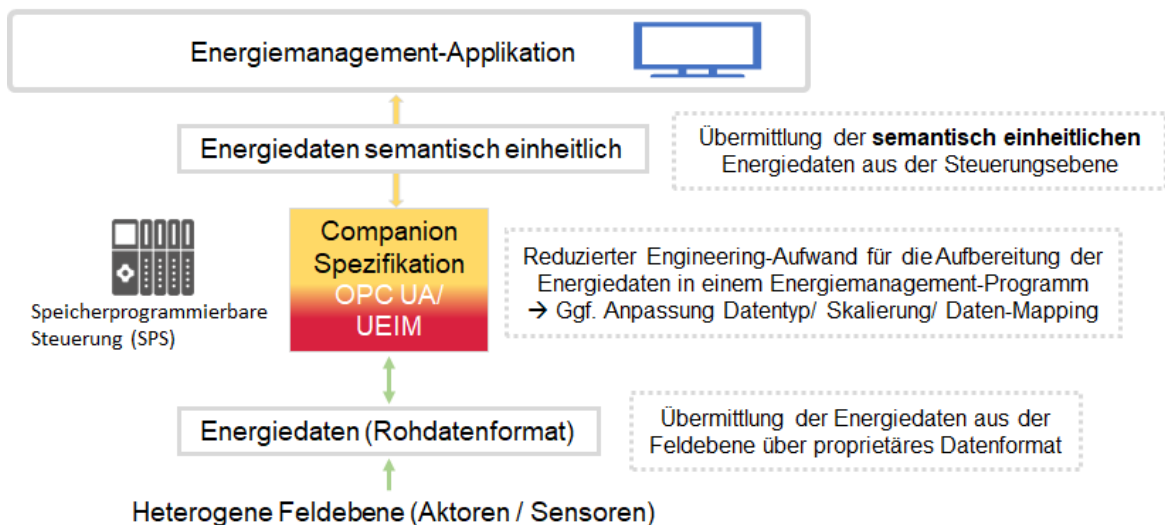 Energiemanagement-Applikation
Energiedaten semantisch einheitlich
Übermittlung der semantisch einheitlichen
Energiedaten aus der Steuerungsebene
Companion
Spezifikation
OPC UA/
UEIM
Speicherprogrammierbare
Steuerung (SPS)
Reduzierter Engineering-Aufwand für die Aufbereitung der
Energiedaten in einem Energiemanagement-Programm
→ Ggf. Anpassung Datentyp/ Skalierung/ Daten-Mapping
Energiedaten (Rohdatenformat)
Übermittlung der Energiedaten aus der
Feldebene über proprietäres Datenformat
Heterogene Feldebene (Aktoren / Sensoren)